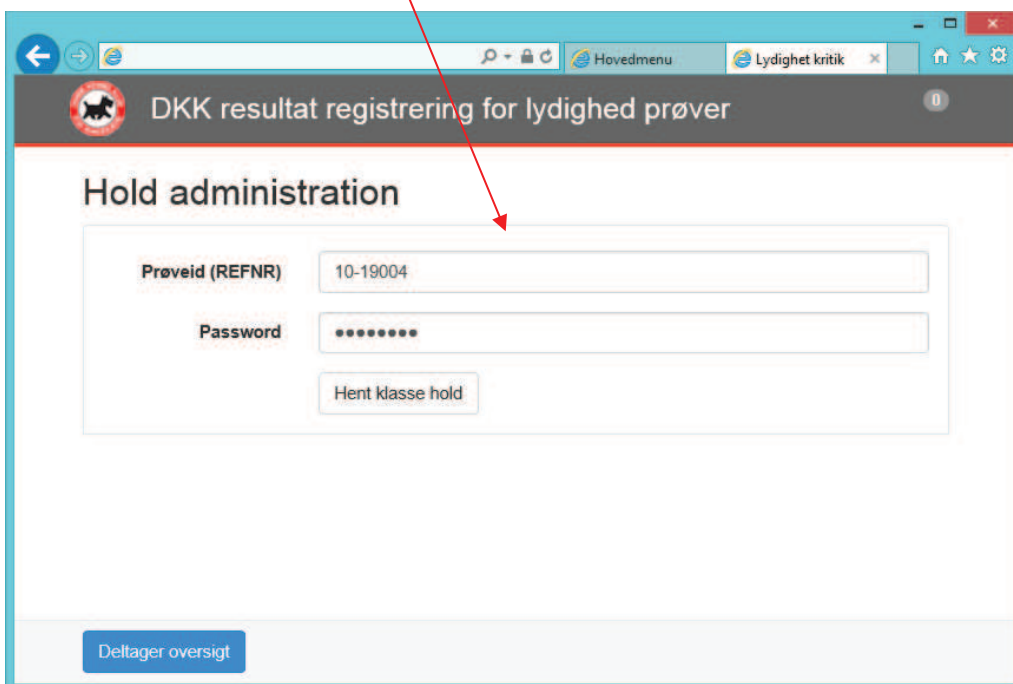 Hovedmenu
Lydighet kritik
DKK resultat registrering for lydighed prøver
0
Hold administration
Prøveid (REFNR)
10-19004
Password
••••••••
Hent klasse hold
Deltager oversigt